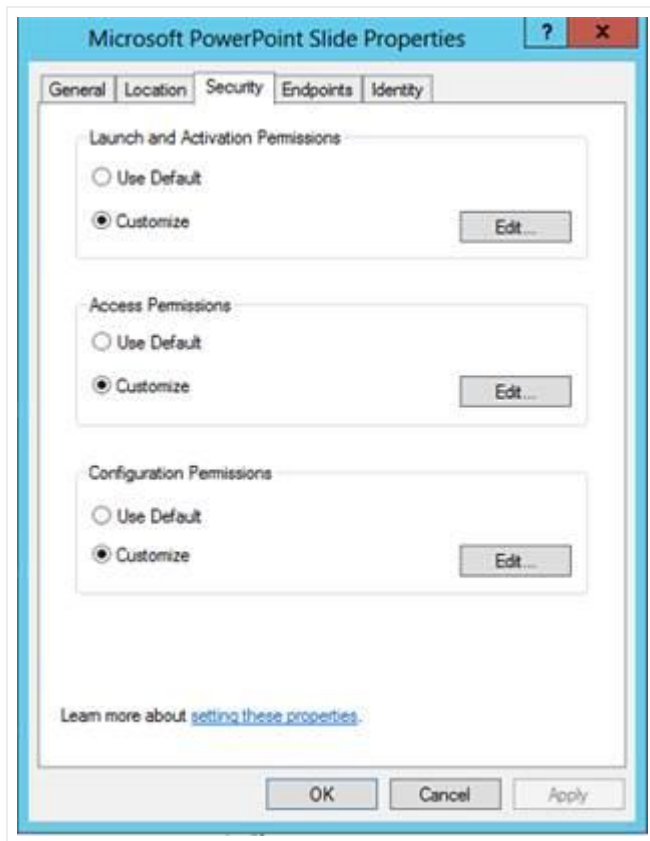 Microsoft PowerPoint Slide Properties ? x
General Location Security Endpoints Identity
Launch and Activation Permissions
Use Default
Customize
Edit...
Access Permissions
Use Default
Customize
Edit...
Configuration Permissions
Use Default
Customize
Edit...
Learn more about setting these properties.
OK Cancel Apply